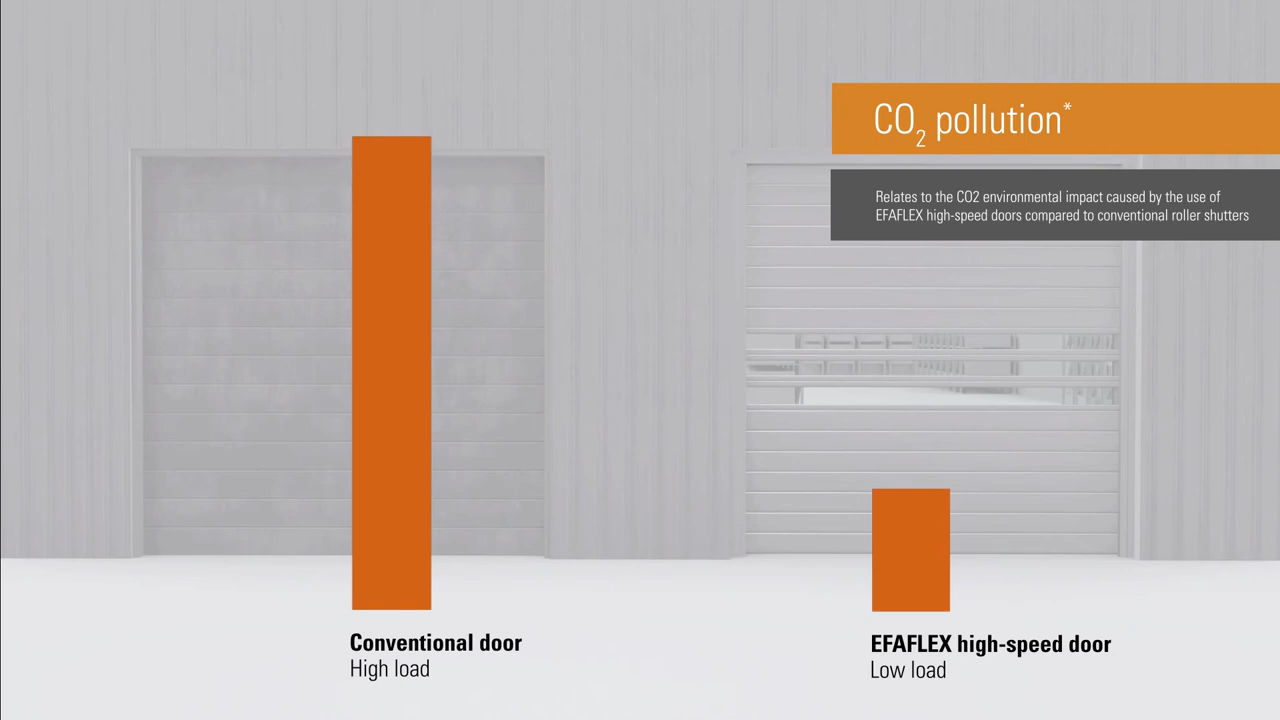 CO₂ pollution*
Relates to the CO2 environmental impact caused by the use of
EFAFLEX high-speed doors compared to conventional roller shutters
Conventional door
High load
EFAFLEX high-speed door
Low load